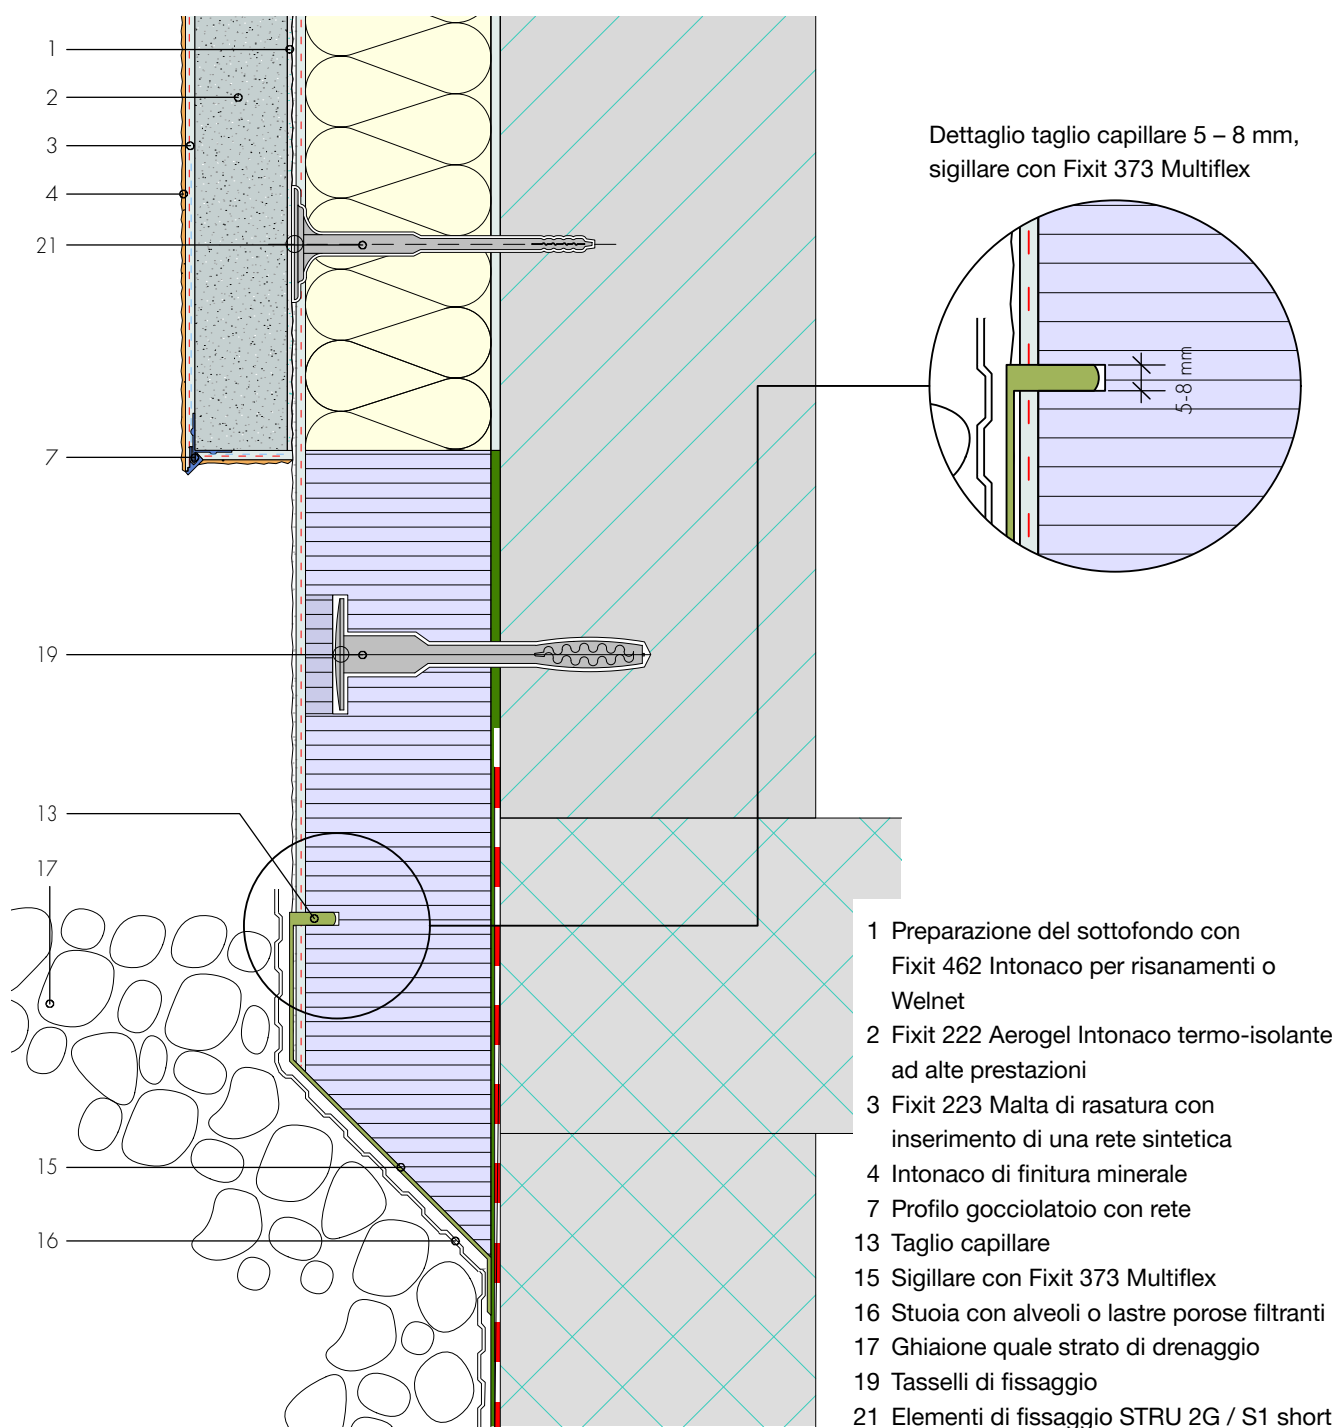 1
2
3
4
21
7
19
13
17
15
16
Dettaglio taglio capillare 5 – 8 mm,
sigillare con Fixit 373 Multiflex
5-8 mm
1 Preparazione del sottofondo con
Fixit 462 Intonaco per risanamenti o
Welnet
2 Fixit 222 Aerogel Intonaco termo-isolante
ad alte prestazioni
3 Fixit 223 Malta di rasatura con
inserimento di una rete sintetica
4 Intonaco di finitura minerale
7 Profilo gocciolatoio con rete
13 Taglio capillare
15 Sigillare con Fixit 373 Multiflex
16 Stuoia con alveoli o lastre porose filtranti
17 Ghiaione quale strato di drenaggio
19 Tasselli di fissaggio
21 Elementi di fissaggio STRU 2G / S1 short